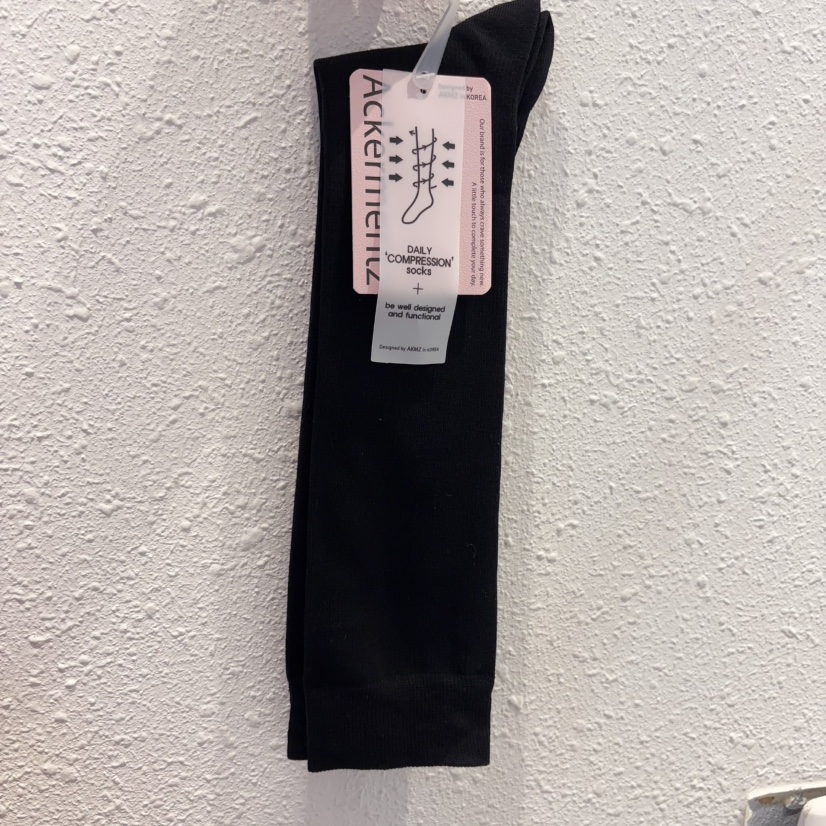 Ackermentz
Designed by
AKMZ in KOREA
Our brand is for those who always crave something new.
A little touch to complete your day.
DAILY
'COMPRESSION'
socks
+
be well designed
and functional
Designed by AKMZ in KOREA